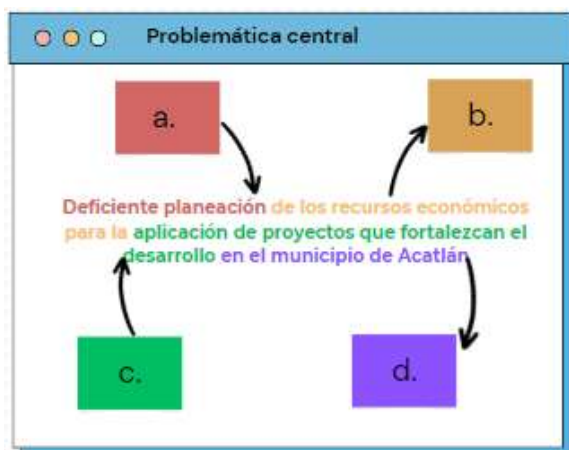 Problemática central
a.
b.
Deficiente planeación de los recursos económicos
para la aplicación de proyectos que fortalezcan el
desarrollo en el municipio de Acatlán
c.
d.